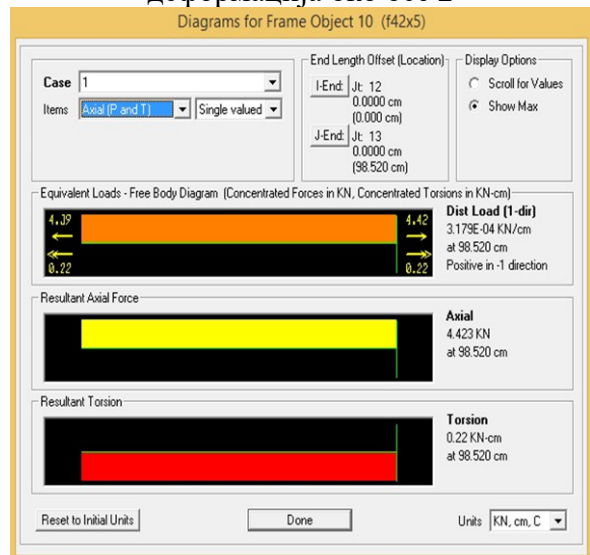 Diagrams for Frame Object 10 (f42x5)
Case 1
Items Axial (P and T) Single valued
End Length Offset (Location)
I-End: Jt: 12
0.0000 cm
(0.000 cm)
J-End: Jt: 13
0.0000 cm
(98.520 cm)
Display Options
Scroll for Values
Show Max
Equivalent Loads - Free Body Diagram (Concentrated Forces in KN, Concentrated Torsions in KN-cm)
4.39
4.42
0.22
0.22
Dist Load (1-dir)
3.179E-04 KN/cm
at 98.520 cm
Positive in -1 direction
Resultant Axial Force
Axial
4.423 KN
at 98.520 cm
Resultant Torsion
Torsion
0.22 KN-cm
at 98.520 cm
Reset to Initial Units
Done
Units KN, cm, C